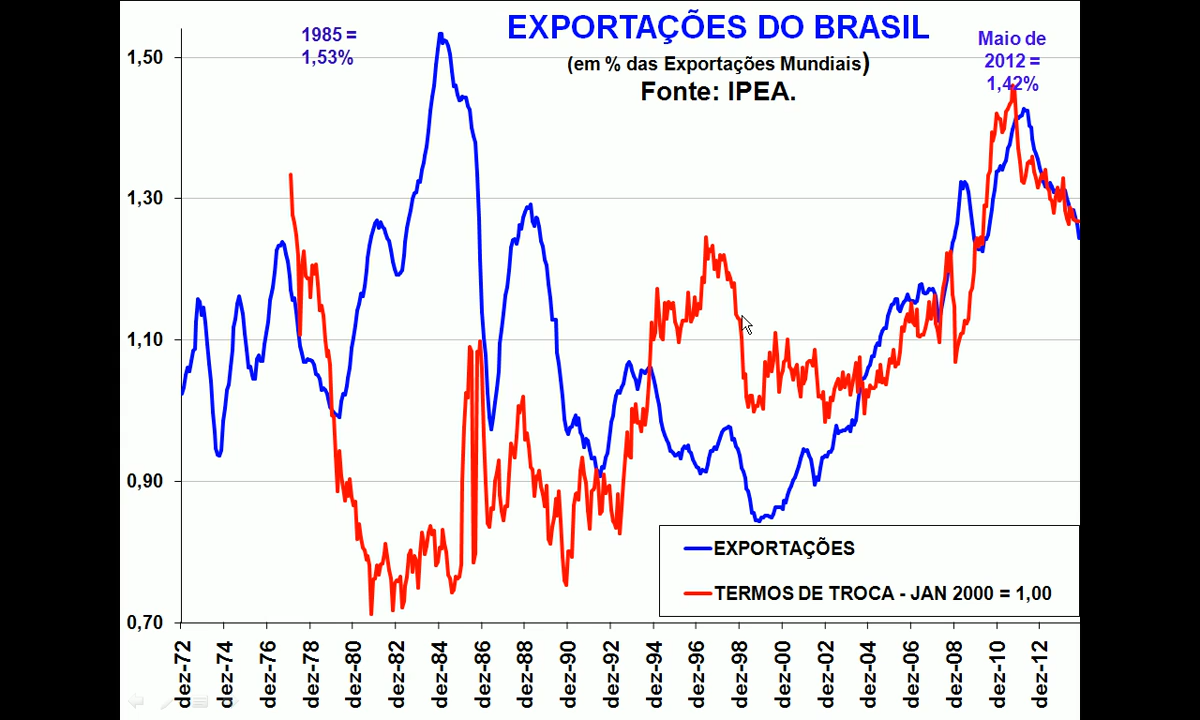 EXPORTAÇÕES DO BRASIL
(em % das Exportações Mundiais)
Fonte: IPEA.
1985 =
1,53%
Maio de
2012 =
1,42%
1,50
1,30
1,10
0,90
0,70
EXPORTAÇÕES
TERMOS DE TROCA - JAN 2000 = 1,00
dez-72
dez-74
dez-76
dez-78
dez-80
dez-82
dez-84
dez-86
dez-88
dez-90
dez-92
dez-94
dez-96
dez-98
dez-00
dez-02
dez-04
dez-06
dez-08
dez-10
dez-12